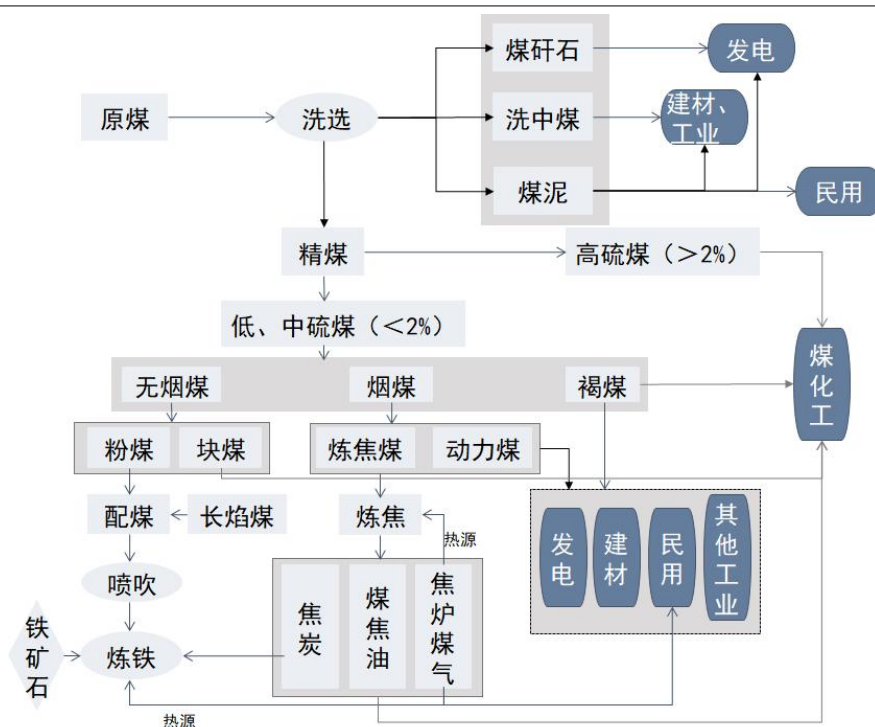 煤矸石
发电
原煤
洗选
洗中煤
建材、
工业
煤泥
民用
精煤
高硫煤（＞2%）
低、中硫煤（＜2%）
煤化工
无烟煤
烟煤
褐煤
粉煤
块煤
炼焦煤
动力煤
配煤
长焰煤
炼焦
热源
发电
建材
民用
其他工业
喷吹
焦炭
煤焦油
焦炉煤气
铁矿石
炼铁
热源